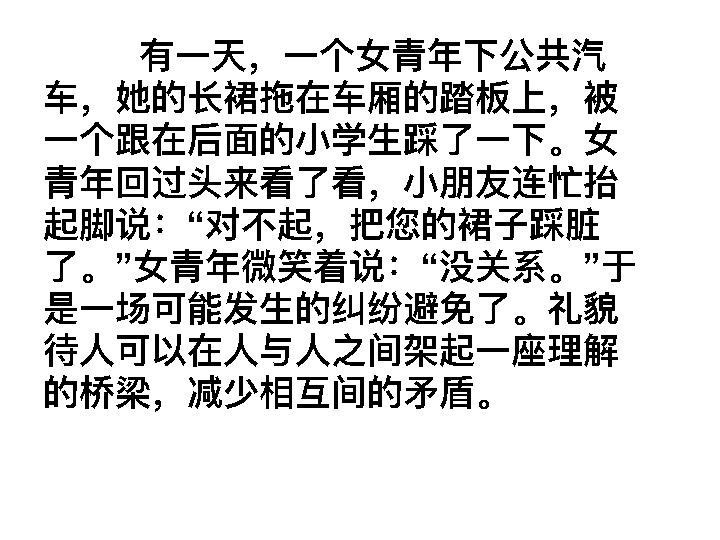 有一天，一个女青年下公共汽
车，她的长裙拖在车厢的踏板上，被
一个跟在后面的小学生踩了一下。女
青年回过头来看了看，小朋友连忙抬
起脚说：“对不起，把您的裙子踩脏
了。”女青年微笑着说：“没关系。”于
是一场可能发生的纠纷避免了。礼貌
待人可以在人与人之间架起一座理解
的桥梁，减少相互间的矛盾。